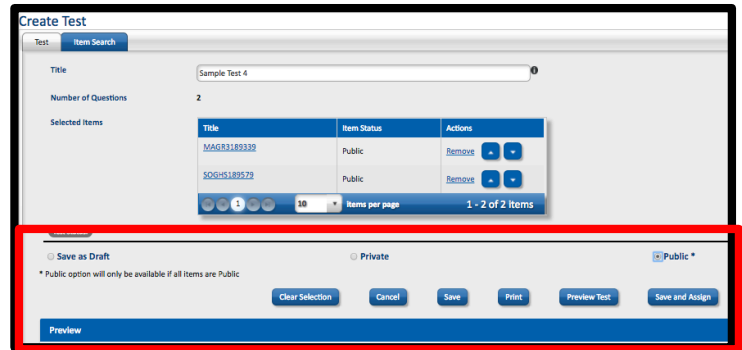 Create Test
Test Item Search
Title Sample Test 4
Number of Questions 2
Selected Items
Title Item Status Actions
MAGR3189339 Public Remove
SOGHS189579 Public Remove
1 10 Items per page 1 - 2 of 2 Items
Save as Draft Private Public *
* Public option will only be available if all items are Public
Clear Selection Cancel Save Print Preview Test Save and Assign
Preview